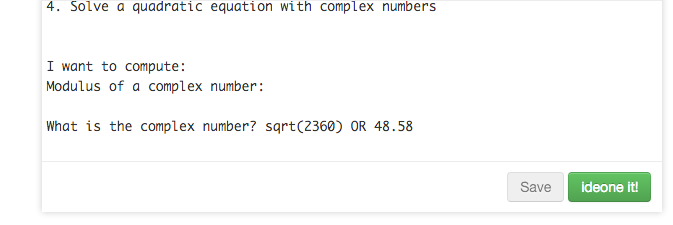 4. Solve a quadratic equation with complex numbers
I want to compute:
Modulus of a complex number:
What is the complex number? sqrt(2360) OR 48.58
Save
ideone it!